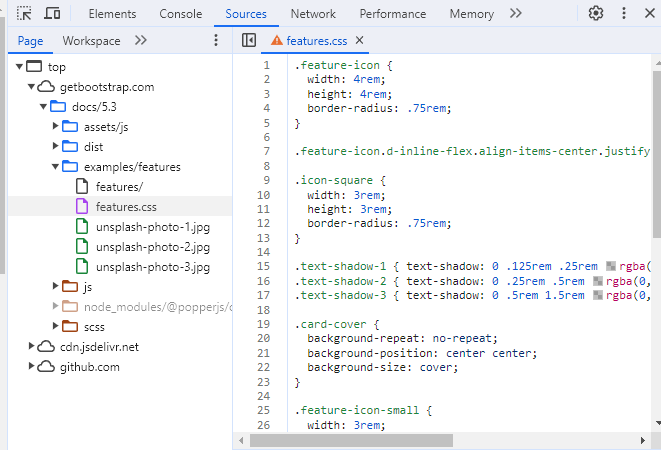 Elements Console Sources Network Performance Memory
Page Workspace
features.css
top
getbootstrap.com
docs/5.3
assets/js
dist
examples/features
features/
features.css
unsplash-photo-1.jpg
unsplash-photo-2.jpg
unsplash-photo-3.jpg
js
node_modules/@popperjs/
scss
cdn.jsdelivr.net
github.com
1 .feature-icon {
2 width: 4rem;
3 height: 4rem;
4 border-radius: .75rem;
5 }
6
7 .feature-icon.d-inline-flex.align-items-center.justify
8
9 .icon-square {
10 width: 3rem;
11 height: 3rem;
12 border-radius: .75rem;
13 }
14
15 .text-shadow-1 { text-shadow: 0 .125rem .25rem rgba(
16 .text-shadow-2 { text-shadow: 0 .25rem .5rem rgba(0,
17 .text-shadow-3 { text-shadow: 0 .5rem 1.5rem rgba(0,
18
19 .card-cover {
20 background-repeat: no-repeat;
21 background-position: center center;
22 background-size: cover;
23 }
24
25 .feature-icon-small {
26 width: 3rem;